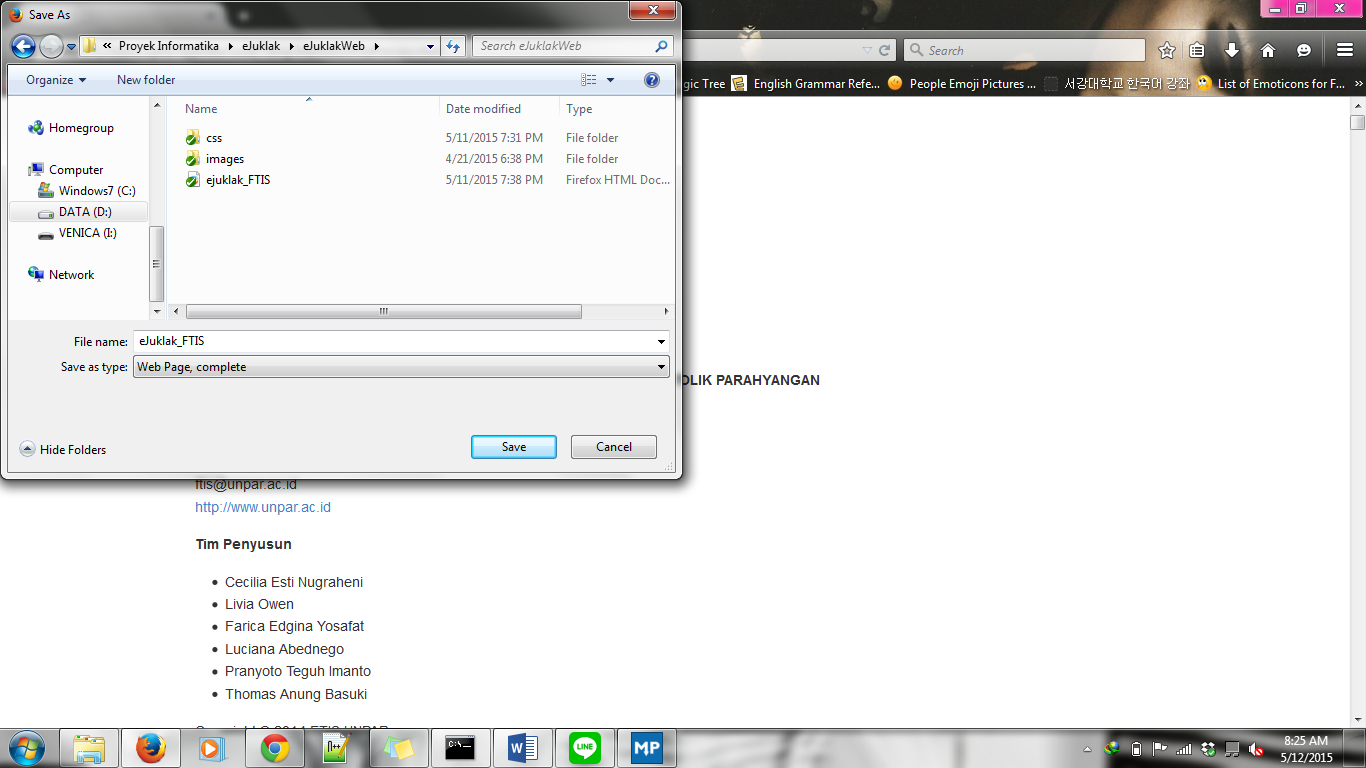 Save As
« Proyek Informatika ▸ eJuklak ▸ eJuklakWeb ▸
Search eJuklakWeb
Search
Organize
New folder
gic Tree
English Grammar Refe...
People Emoji Pictures ...
서강대학교 한국어 강좌
List of Emoticons for F...
»
Name
Date modified
Type
Homegroup
Computer
Windows7 (C:)
DATA (D:)
VENICA (I:)
Network
css 5/11/2015 7:31 PM File folder
images 4/21/2015 6:38 PM File folder
ejuklak_FTIS 5/11/2015 7:38 PM Firefox HTML Doc...
File name: eJuklak_FTIS
Save as type: Web Page, complete
Hide Folders
Save
Cancel
OLIK PARAHYANGAN
ftis@unpar.ac.id
http://www.unpar.ac.id
Tim Penyusun
Cecilia Esti Nugraheni
Livia Owen
Farica Edgina Yosafat
Luciana Abednego
Pranyoto Teguh Imanto
Thomas Anung Basuki
Copyright © 2014 FTIS UNPAR
C:\_
LINE
MP
8:25 AM
5/12/2015